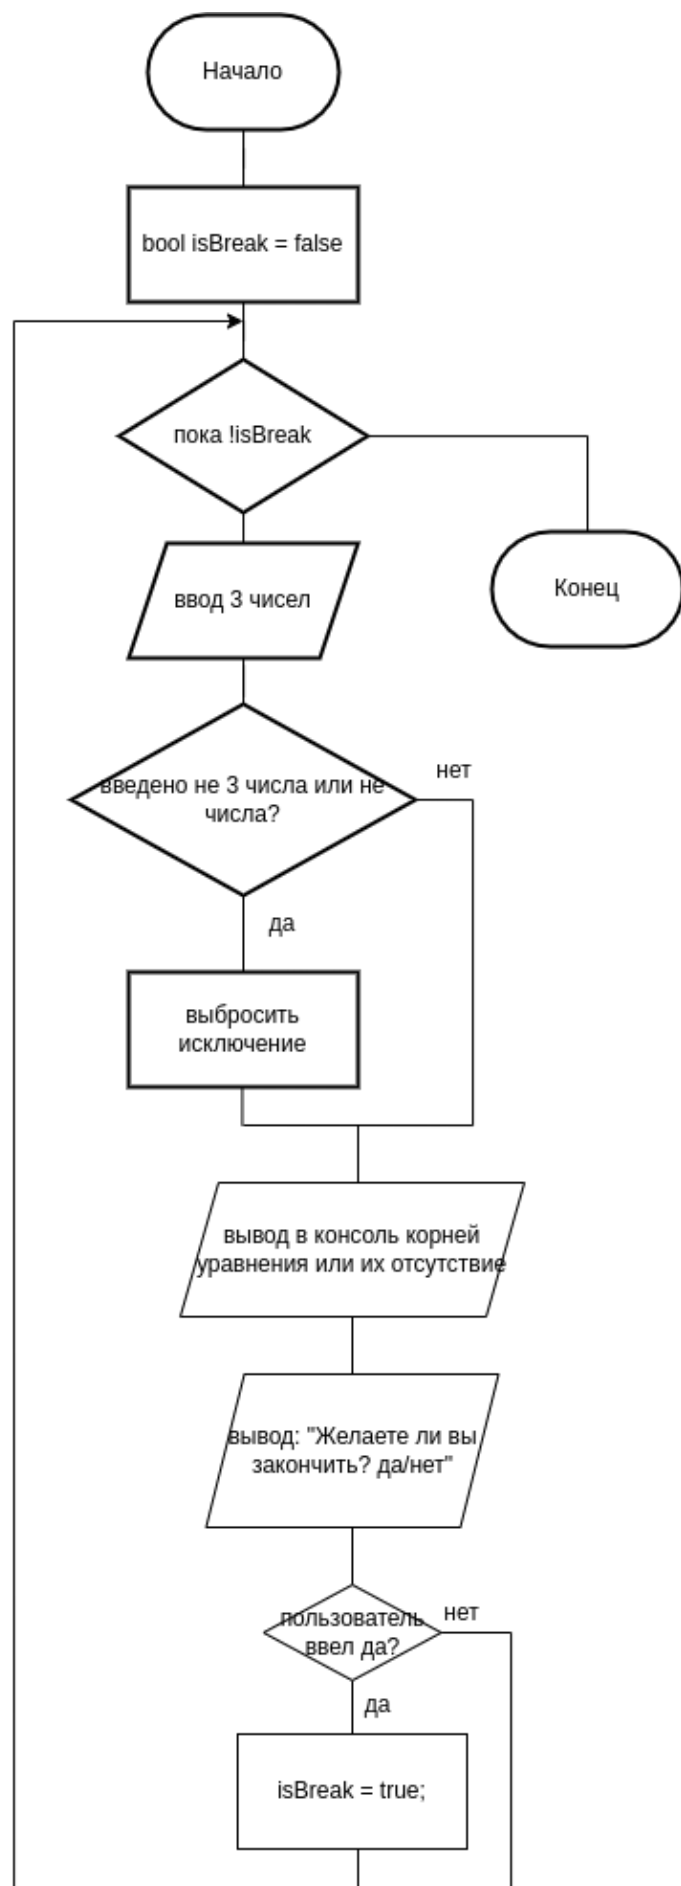 Начало
bool isBreak = false
пока !isBreak
ввод 3 чисел
Конец
введено не 3 числа или не
числа?
нет
да
выбросить
исключение
вывод в консоль корней
уравнения или их отсутствие
вывод: "Желаете ли вы
закончить? да/нет"
пользователь
ввел да?
нет
да
isBreak = true;